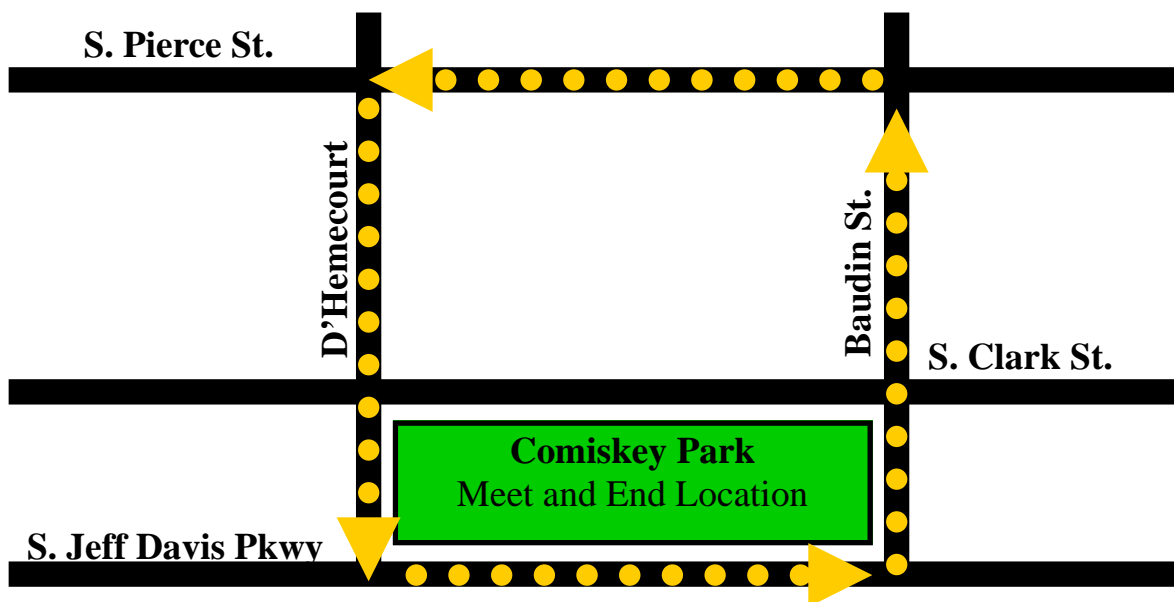 S. Pierce St.
D’Hemecourt
Baudin St.
S. Clark St.
Comiskey Park
Meet and End Location
S. Jeff Davis Pkwy